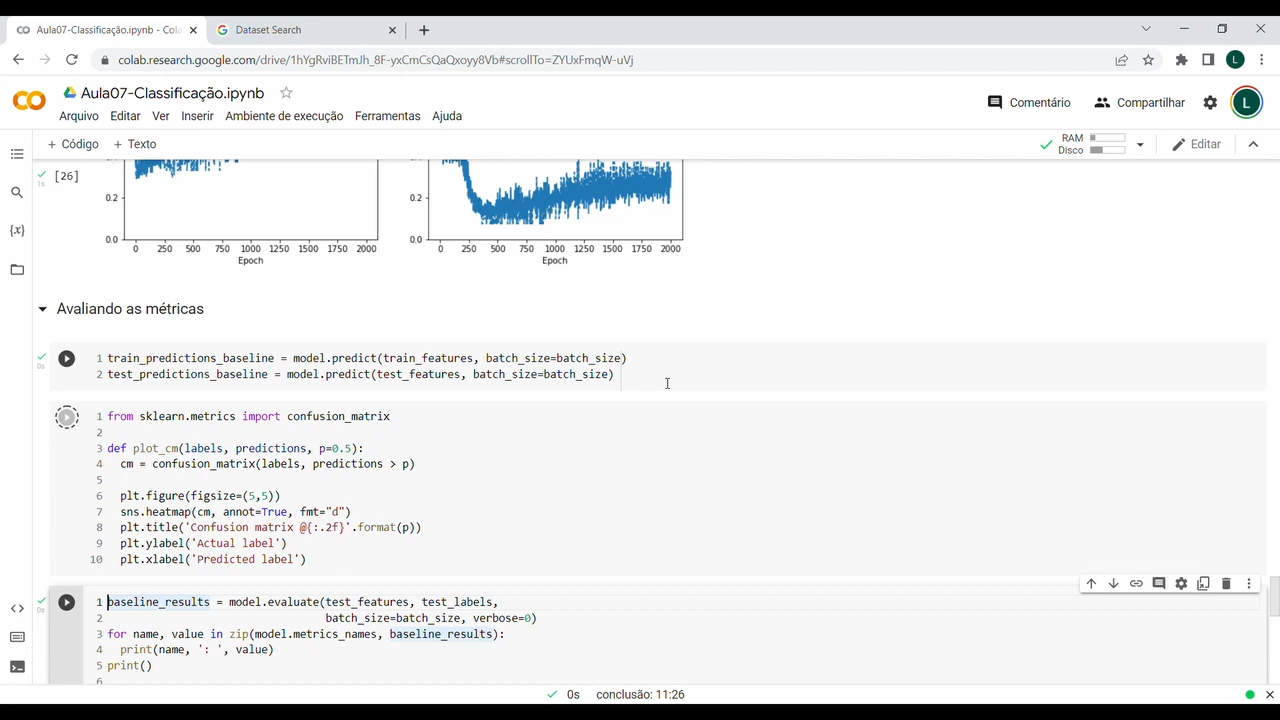 Aula07-Classificação.ipynb - Cola
Dataset Search
colab.research.google.com/drive/1hYgRviBETmJh_8F-yxCmCsQaQxoyy8Vb#scrollTo=ZYUxFmqW-uVj
L
Aula07-Classificação.ipynb
Arquivo Editar Ver Inserir Ambiente de execução Ferramentas Ajuda
Comentário Compartilhar L
+ Código + Texto
RAM
Disco
Editar
[26]
1s
0.2 0.2
0.0 0.0
0 250 500 750 1000 1250 1500 1750 2000 0 250 500 750 1000 1250 1500 1750 2000
Epoch Epoch
Avaliando as métricas
0s
1 train_predictions_baseline = model.predict(train_features, batch_size=batch_size)
2 test_predictions_baseline = model.predict(test_features, batch_size=batch_size)
1 from sklearn.metrics import confusion_matrix
2
3 def plot_cm(labels, predictions, p=0.5):
4 cm = confusion_matrix(labels, predictions > p)
5
6 plt.figure(figsize=(5,5))
7 sns.heatmap(cm, annot=True, fmt="d")
8 plt.title('Confusion matrix @{:.2f}'.format(p))
9 plt.ylabel('Actual label')
10 plt.xlabel('Predicted label')
0s
1 baseline_results = model.evaluate(test_features, test_labels,
2 batch_size=batch_size, verbose=0)
3 for name, value in zip(model.metrics_names, baseline_results):
4 print(name, ': ', value)
5 print()
6
0s conclusão: 11:26